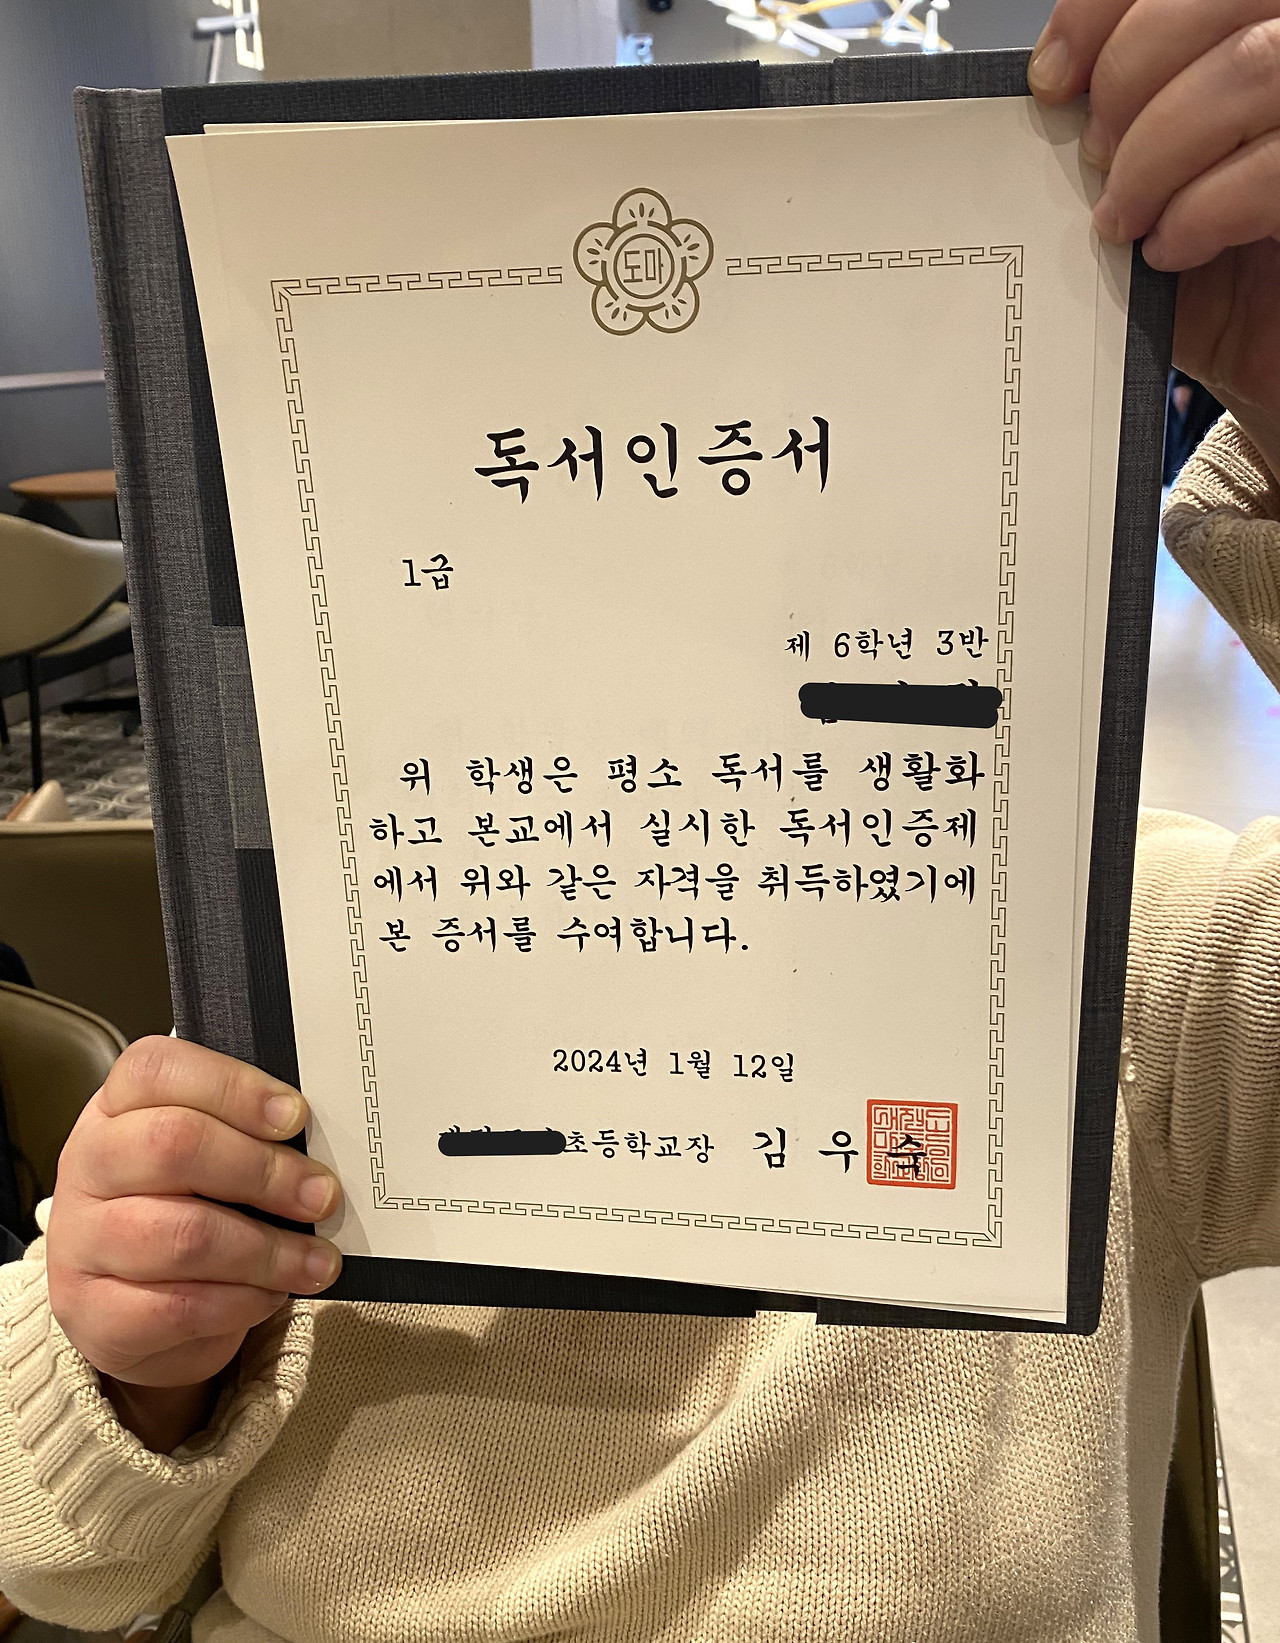 도마
독서인증서
1급
제 6학년 3반
위 학생은 평소 독서를 생활화
하고 본교에서 실시한 독서인증제
에서 위와 같은 자격을 취득하였기에
본 증서를 수여합니다.
2024년 1월 12일
초등학교장 김 우 숙